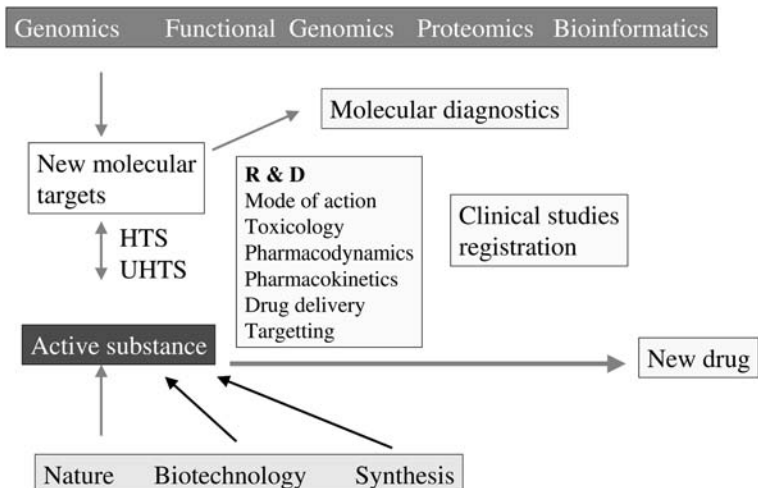 Genomics Functional Genomics Proteomics Bioinformatics
Molecular diagnostics
New molecular
targets
R & D
Mode of action
Toxicology
Pharmacodynamics
Pharmacokinetics
Drug delivery
Targetting
Clinical studies
registration
HTS
UHTS
Active substance
New drug
Nature Biotechnology Synthesis